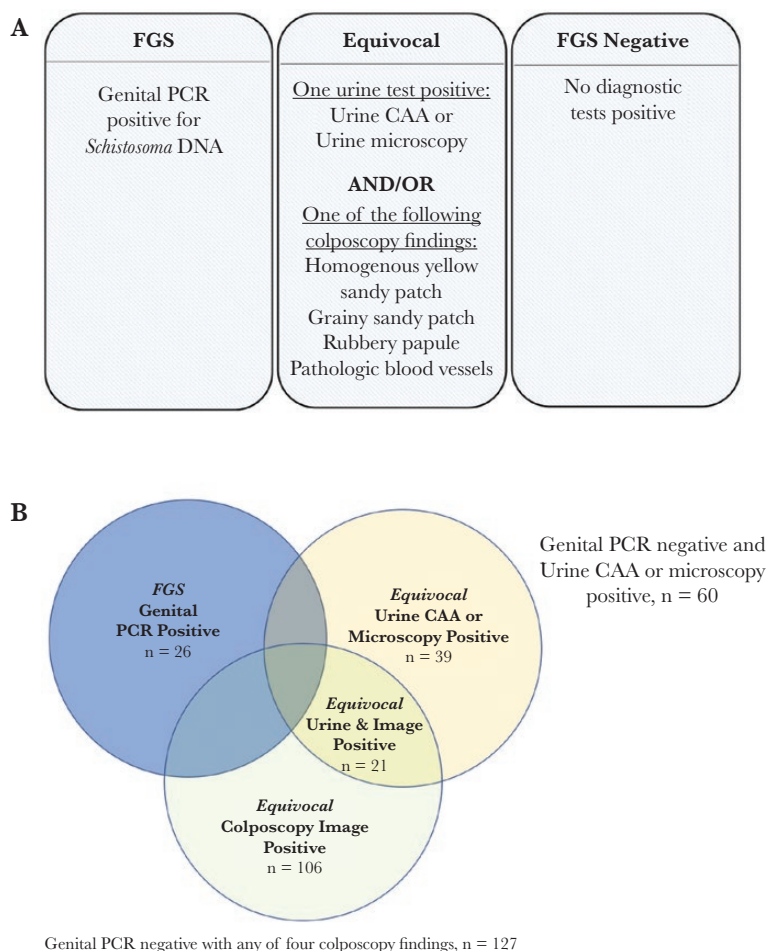 A
FGS
Genital PCR
positive for
Schistosoma DNA
Equivocal
One urine test positive:
Urine CAA or
Urine microscopy
AND/OR
One of the following
colposcopy findings:
Homogenous yellow
sandy patch
Grainy sandy patch
Rubbery papule
Pathologic blood vessels
FGS Negative
No diagnostic
tests positive
B
FGS
Genital
PCR Positive
n = 26
Equivocal
Urine CAA or
Microscopy Positive
n = 39
Genital PCR negative and
Urine CAA or microscopy
positive, n = 60
Equivocal
Urine & Image
Positive
n = 21
Equivocal
Colposcopy Image
Positive
n = 106
Genital PCR negative with any of four colposcopy findings, n = 127